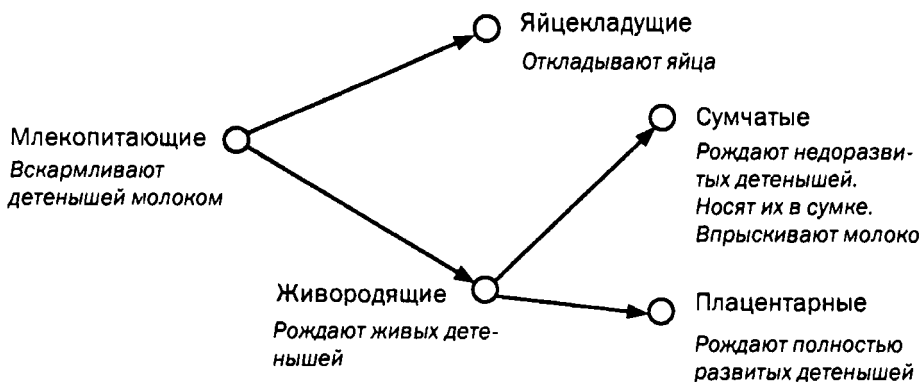 Яйцекладущие
Откладывают яйца
Млекопитающие
Вскармливают
детенышей молоком
Сумчатые
Рождают недоразви-
тых детенышей.
Носят их в сумке.
Впрыскивают молоко
Живородящие
Рождают живых дете-
нышей
Плацентарные
Рождают полностью
развитых детенышей